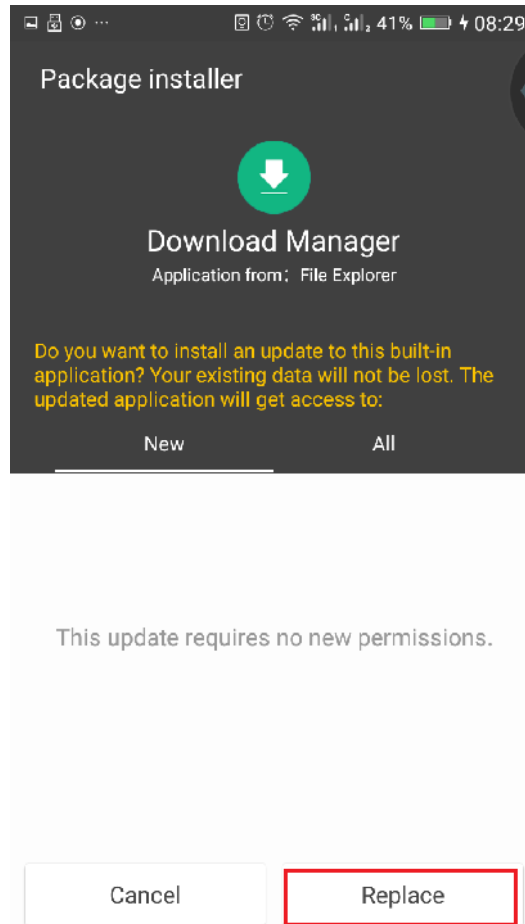 41% 08:29
Package installer
Download Manager
Application from: File Explorer
Do you want to install an update to this built-in
application? Your existing data will not be lost. The
updated application will get access to:
New All
This update requires no new permissions.
Cancel Replace